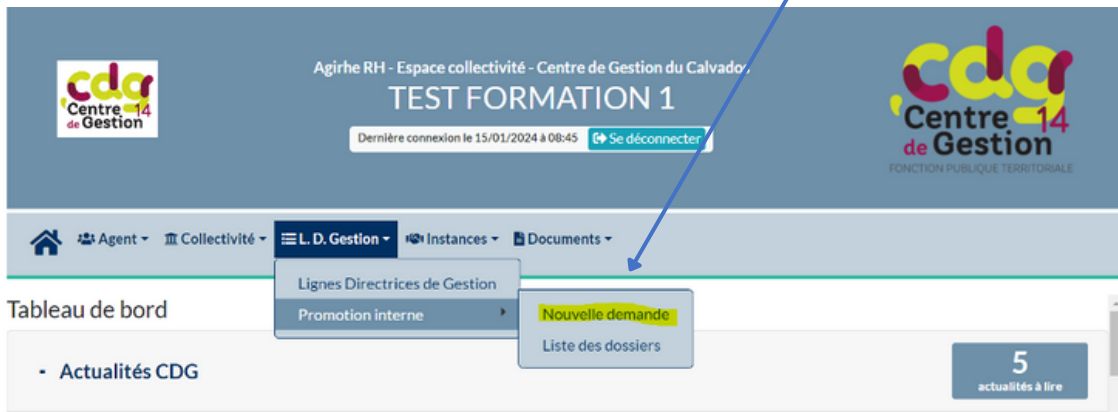 cdg
Centre 14
de Gestion
Agirhe RH - Espace collectivité - Centre de Gestion du Calvados
TEST FORMATION 1
Dernière connexion le 15/01/2024 à 08:45 Se déconnecter
cdg
Centre 14
de Gestion
FONCTION PUBLIQUE TERRITORIALE
Agent Collectivité L. D. Gestion Instances Documents
Lignes Directrices de Gestion
Promotion interne
Nouvelle demande
Liste des dossiers
Tableau de bord
- Actualités CDG
5
actualités à lire